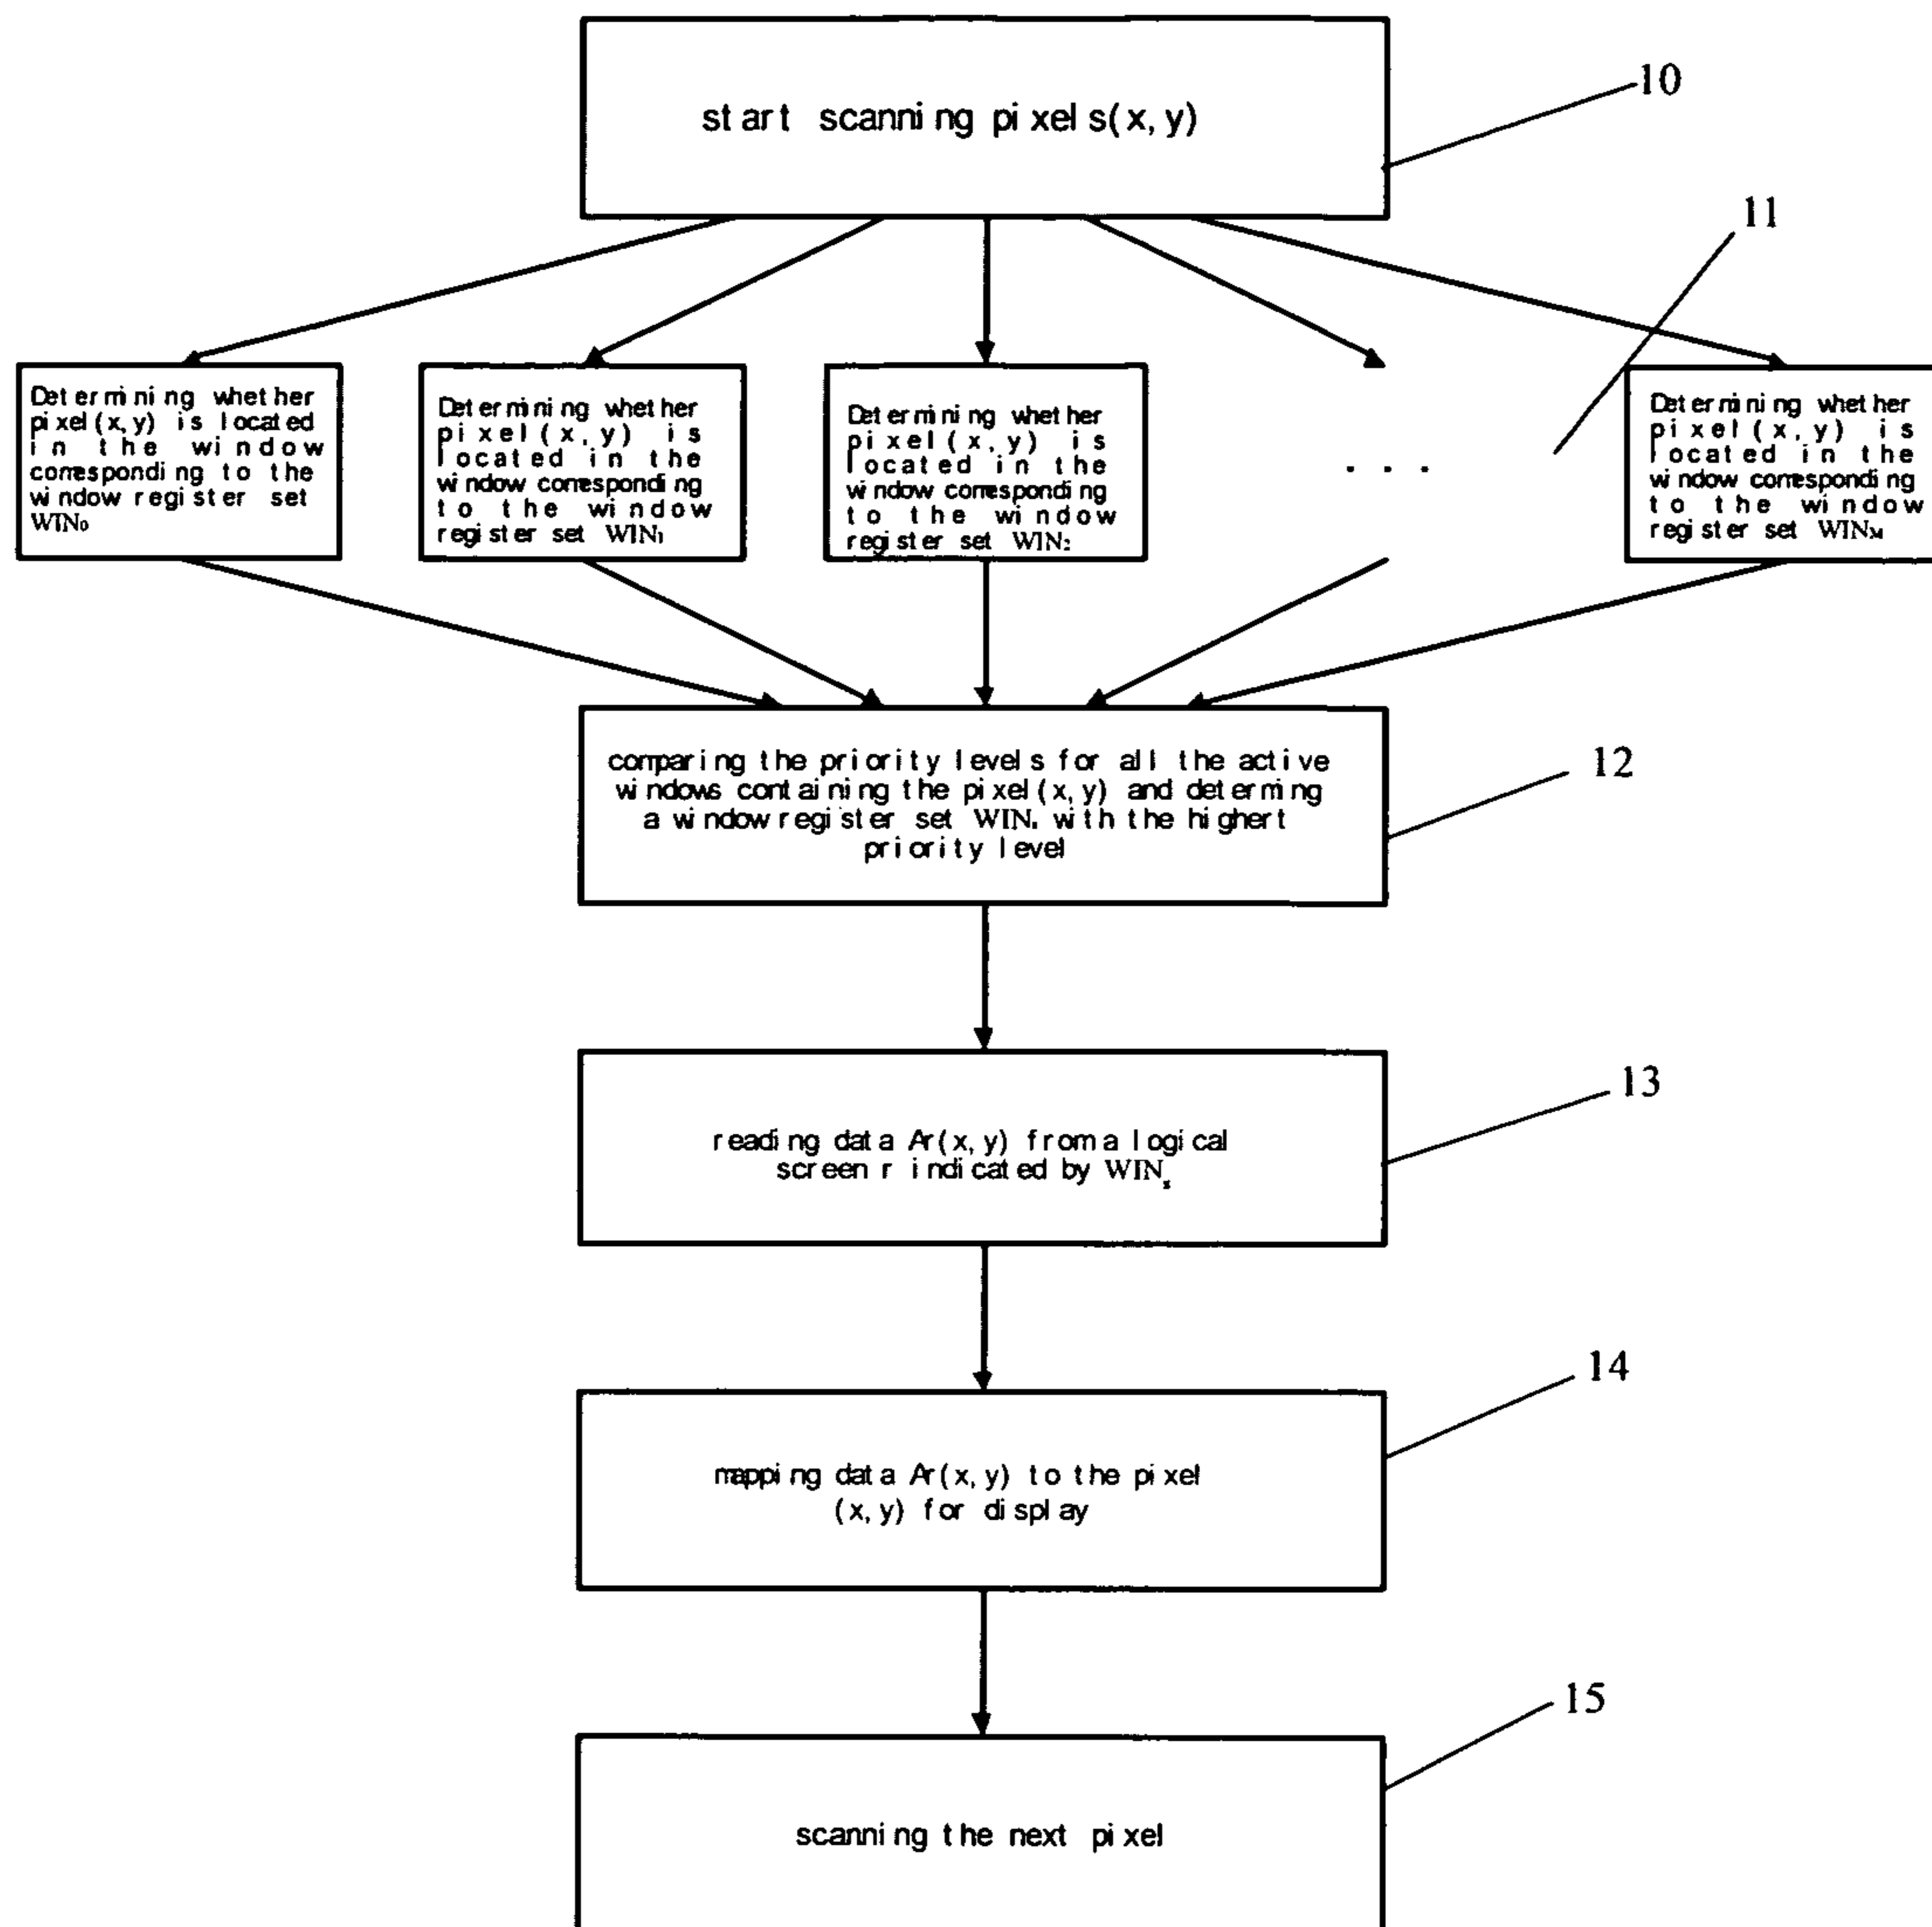 start scanning pixels(x, y)
10
11
Determining whether
pixel(x, y) is located
in the window
corresponding to the
window register set
WIN₀
Determining whether
pixel(x, y) is
located in the
window corresponding
to the window
register set WIN₁
Determining whether
pixel(x, y) is
located in the
window corresponding
to the window
register set WIN₂
. . .
Determining whether
pixel(x, y) is
located in the
window corresponding
to the window
register set WINM
comparing the priority levels for all the active
windows containing the pixel(x, y) and determing
a window register set WIN with the highert
priority level
12
reading data Ar(x, y) from a logical
screen r indicated by WINx
13
mapping data Ar(x, y) to the pixel
(x, y) for display
14
scanning the next pixel
15